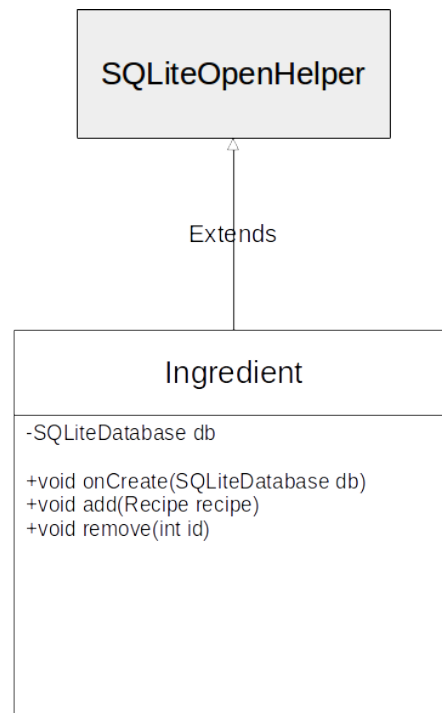 SQLiteOpenHelper
Extends
Ingredient
-SQLiteDatabase db
+void onCreate(SQLiteDatabase db)
+void add(Recipe recipe)
+void remove(int id)